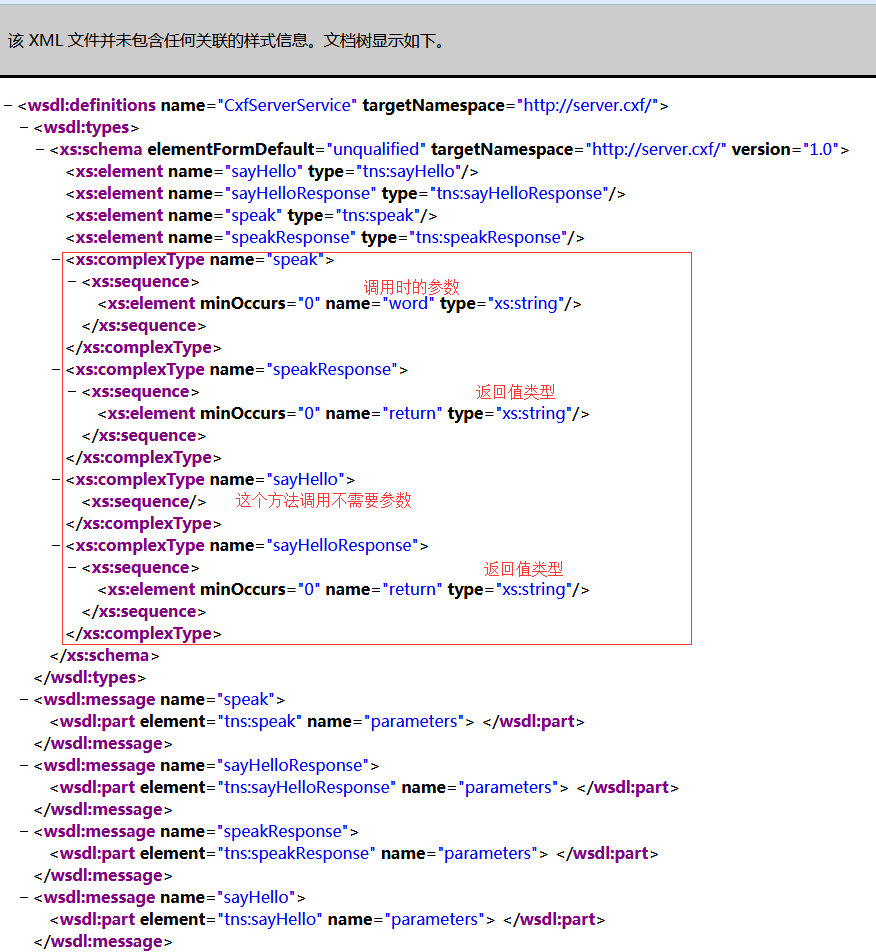 该 XML 文件并未包含任何关联的样式信息。文档树显示如下。
− <wsdl:definitions name="CxfServerService" targetNamespace="http://server.cxf/">
− <wsdl:types>
− <xs:schema elementFormDefault="unqualified" targetNamespace="http://server.cxf/" version="1.0">
<xs:element name="sayHello" type="tns:sayHello"/>
<xs:element name="sayHelloResponse" type="tns:sayHelloResponse"/>
<xs:element name="speak" type="tns:speak"/>
<xs:element name="speakResponse" type="tns:speakResponse"/>
− <xs:complexType name="speak">
− <xs:sequence>
调用时的参数
<xs:element minOccurs="0" name="word" type="xs:string"/>
</xs:sequence>
</xs:complexType>
− <xs:complexType name="speakResponse">
− <xs:sequence> 返回值类型
<xs:element minOccurs="0" name="return" type="xs:string"/>
</xs:sequence>
</xs:complexType>
− <xs:complexType name="sayHello">
<xs:sequence/> 这个方法调用不需要参数
</xs:complexType>
− <xs:complexType name="sayHelloResponse">
− <xs:sequence> 返回值类型
<xs:element minOccurs="0" name="return" type="xs:string"/>
</xs:sequence>
</xs:complexType>
</xs:schema>
</wsdl:types>
− <wsdl:message name="speak">
<wsdl:part element="tns:speak" name="parameters"> </wsdl:part>
</wsdl:message>
− <wsdl:message name="sayHelloResponse">
<wsdl:part element="tns:sayHelloResponse" name="parameters"> </wsdl:part>
</wsdl:message>
− <wsdl:message name="speakResponse">
<wsdl:part element="tns:speakResponse" name="parameters"> </wsdl:part>
</wsdl:message>
− <wsdl:message name="sayHello">
<wsdl:part element="tns:sayHello" name="parameters"> </wsdl:part>
</wsdl:message>